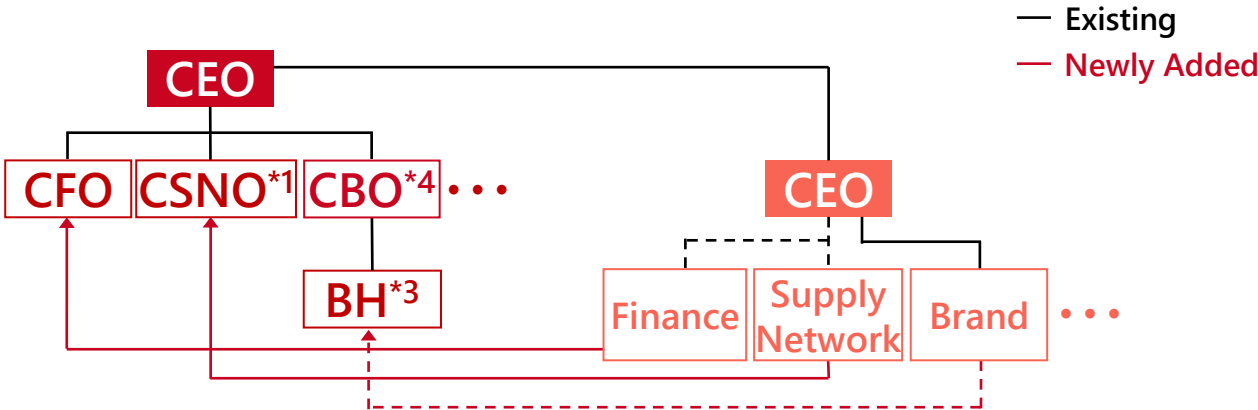 Existing
Newly Added
CEO
CFO
CSNO*1
CBO*4
•••
CEO
BH*3
Finance
Supply
Network
Brand
•••